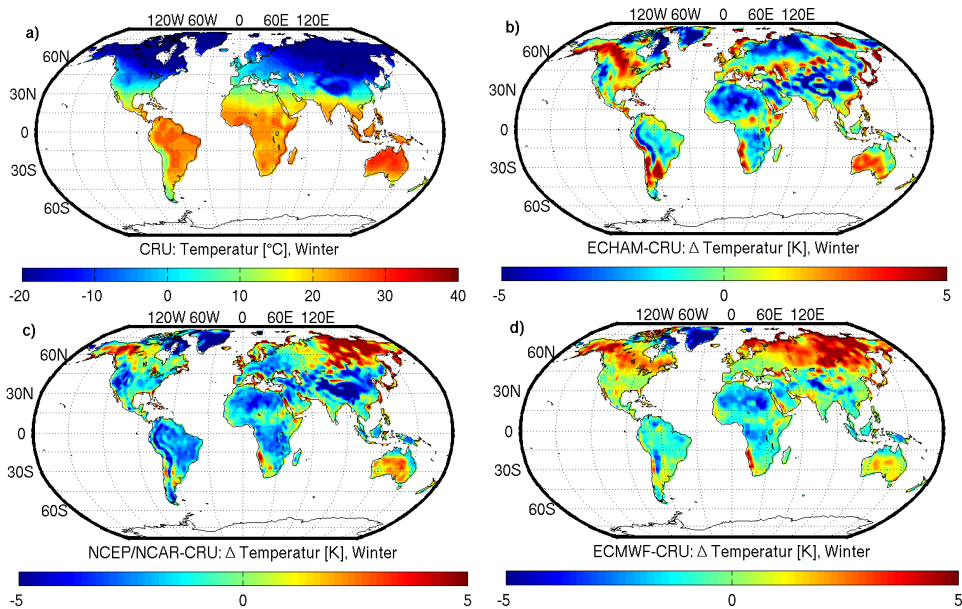 120W 60W 0 60E 120E
a)
60N
30N
0
30S
60S
CRU: Temperatur [°C], Winter
-20 -10 0 10 20 30 40
120W 60W 0 60E 120E
b)
60N
30N
0
30S
60S
ECHAM-CRU: Δ Temperatur [K], Winter
-5 0 5
120W 60W 0 60E 120E
c)
60N
30N
0
30S
60S
NCEP/NCAR-CRU: Δ Temperatur [K], Winter
-5 0 5
120W 60W 0 60E 120E
d)
60N
30N
0
30S
60S
ECMWF-CRU: Δ Temperatur [K], Winter
-5 0 5